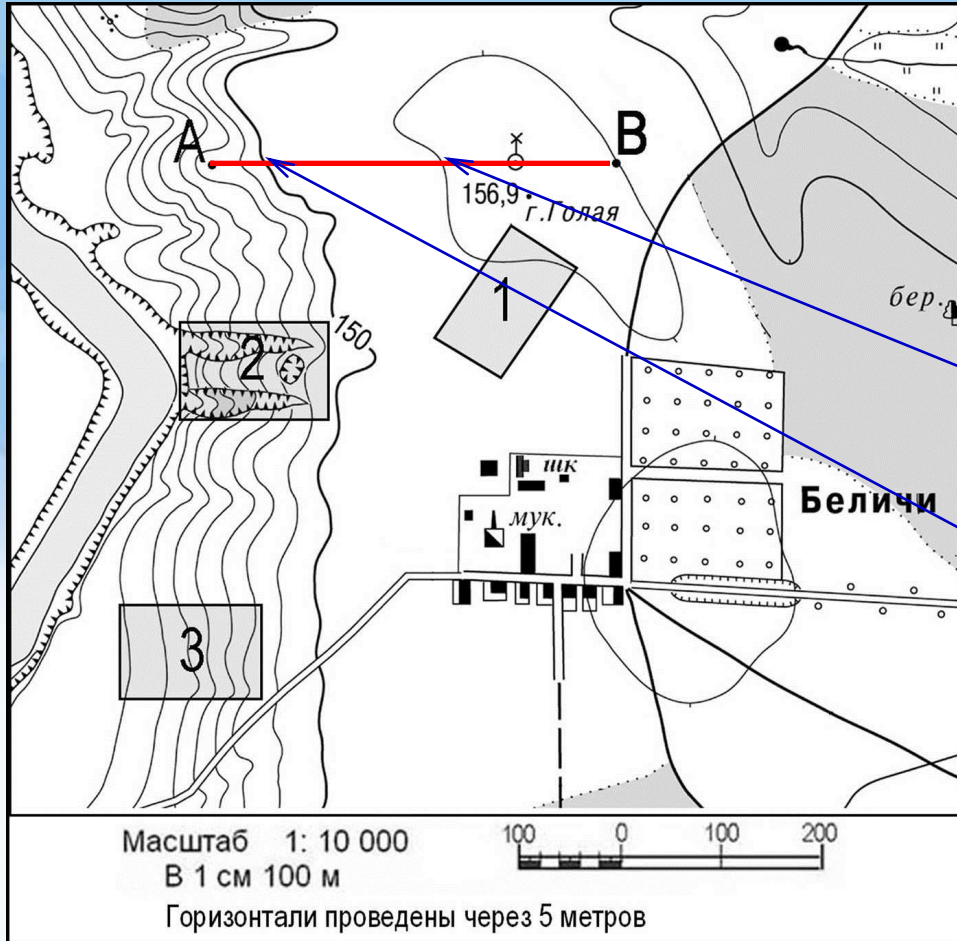 А
В
156,9
г.Голая
1
бер.
150
2
шк
Беличи
мук.
3
Масштаб 1: 10 000
В 1 см 100 м
100 0 100 200
Горизонтали проведены через 5 метров